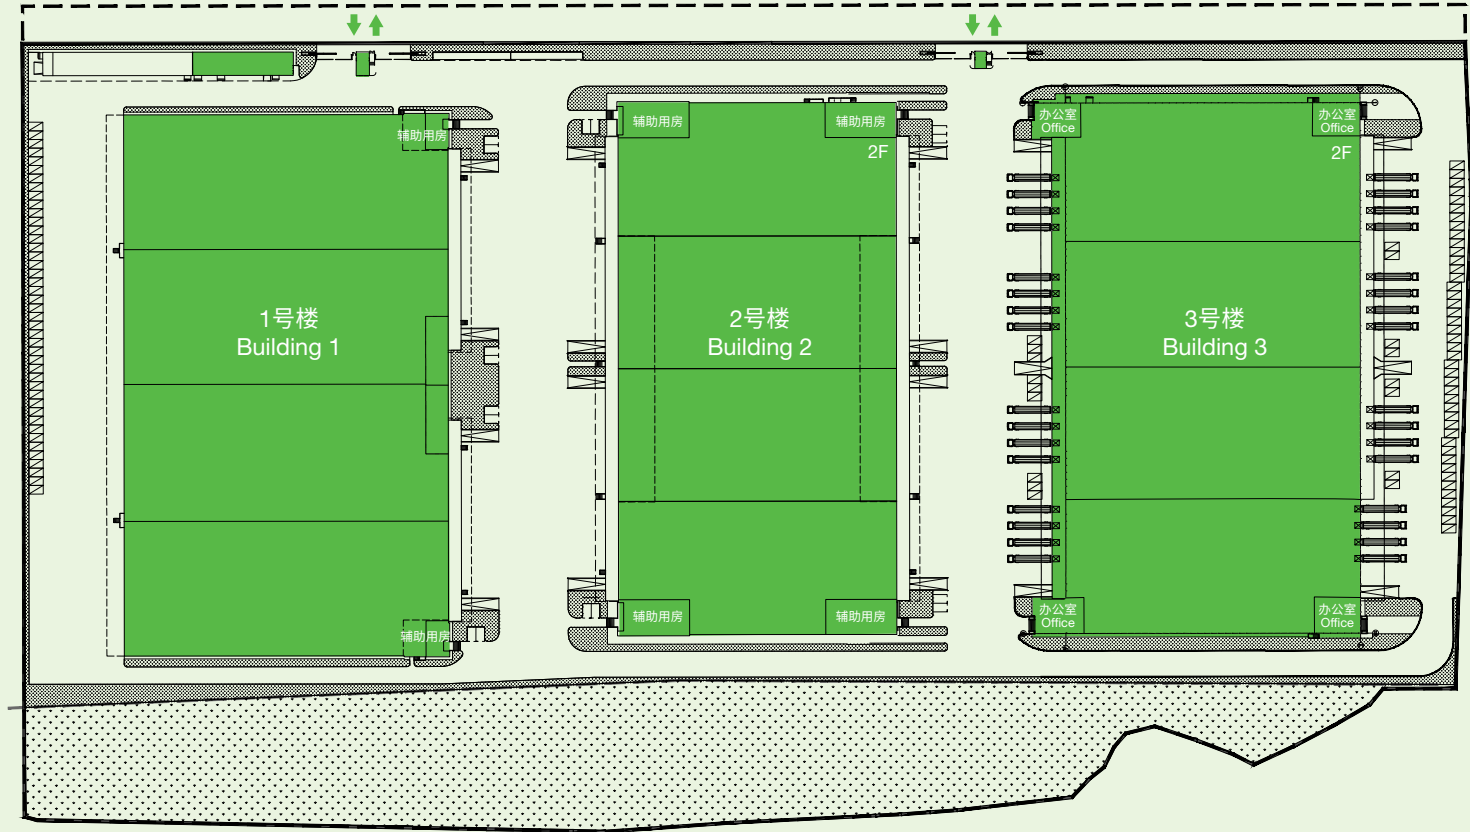 辅助用房
辅助用房
1号楼
Building 1
辅助用房
辅助用房
2F
2号楼
Building 2
辅助用房
辅助用房
办公室
Office
办公室
Office
2F
3号楼
Building 3
办公室
Office
办公室
Office